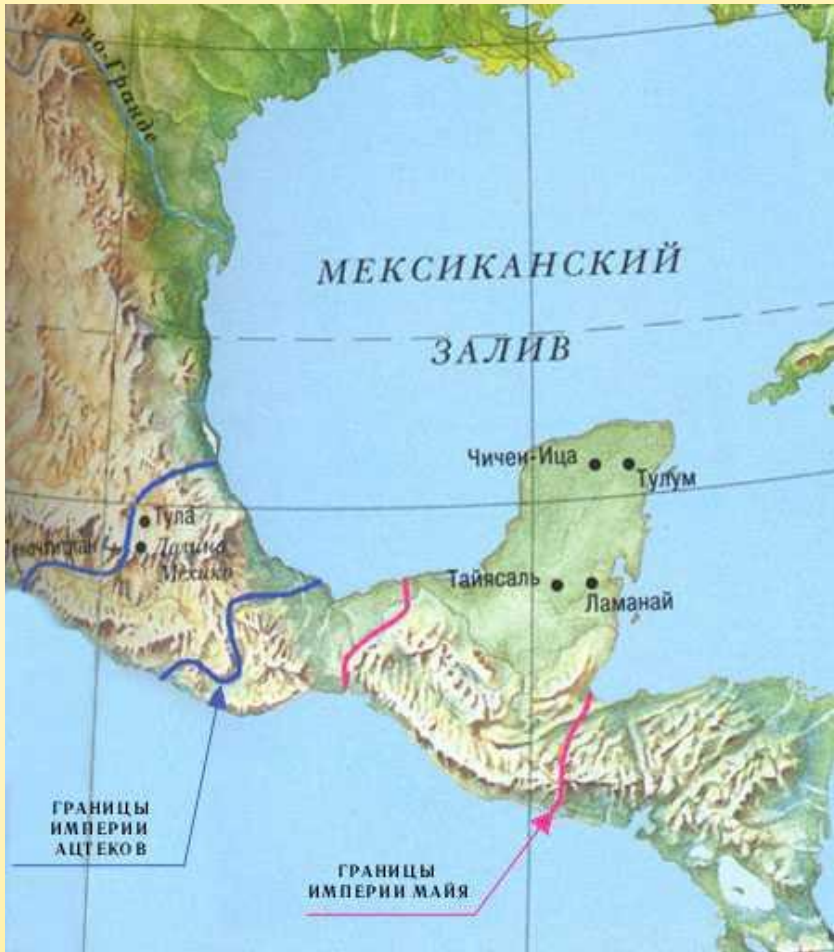 Рио-Гранде
МЕКСИКАНСКИЙ
ЗАЛИВ
Чичен-Ица
Тулум
Тула
Долина
Мехико
Тайясаль
Ламанай
ГРАНИЦЫ
ИМПЕРИИ
АЦТЕКОВ
ГРАНИЦЫ
ИМПЕРИИ МАЙЯ